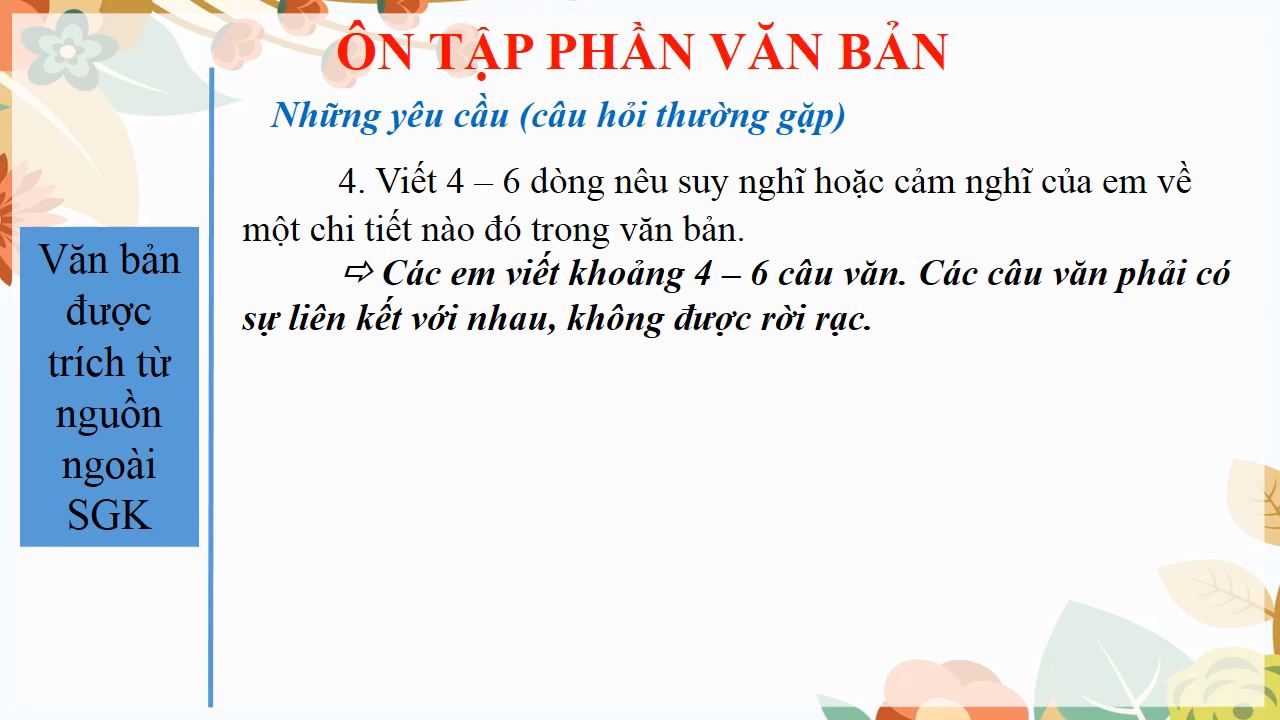 ÔN TẬP PHẦN VĂN BẢN
Những yêu cầu (câu hỏi thường gặp)
4. Viết 4 – 6 dòng nêu suy nghĩ hoặc cảm nghĩ của em về
một chi tiết nào đó trong văn bản.
⇨ Các em viết khoảng 4 – 6 câu văn. Các câu văn phải có
sự liên kết với nhau, không được rời rạc.
Văn bản
được
trích từ
nguồn
ngoài
SGK